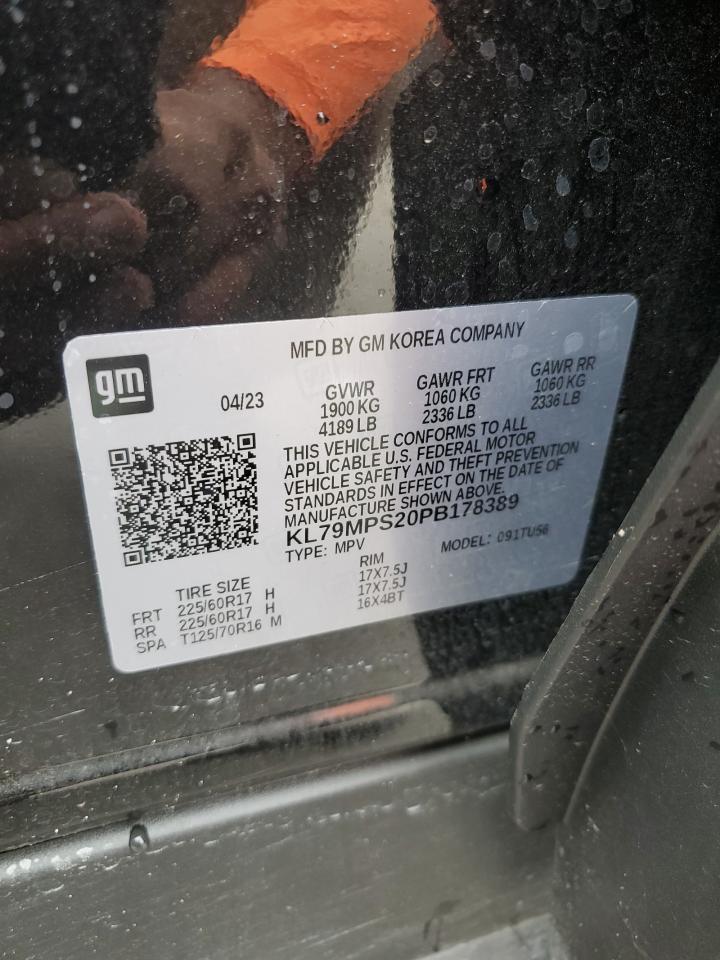 MFD BY GM KOREA COMPANY
gm
04/23
GVWR
1900 KG
4189 LB
GAWR FRT
1060 KG
2336 LB
GAWR RR
1060 KG
2336 LB
THIS VEHICLE CONFORMS TO ALL
APPLICABLE U.S. FEDERAL MOTOR
VEHICLE SAFETY AND THEFT PREVENTION
STANDARDS IN EFFECT ON THE DATE OF
MANUFACTURE SHOWN ABOVE.
KL79MPS20PB178389
TYPE: MPV MODEL: 091TU56
TIRE SIZE RIM
FRT 225/60R17 H 17X7.5J
RR 225/60R17 H 17X7.5J
SPA T125/70R16 M 16X4BT